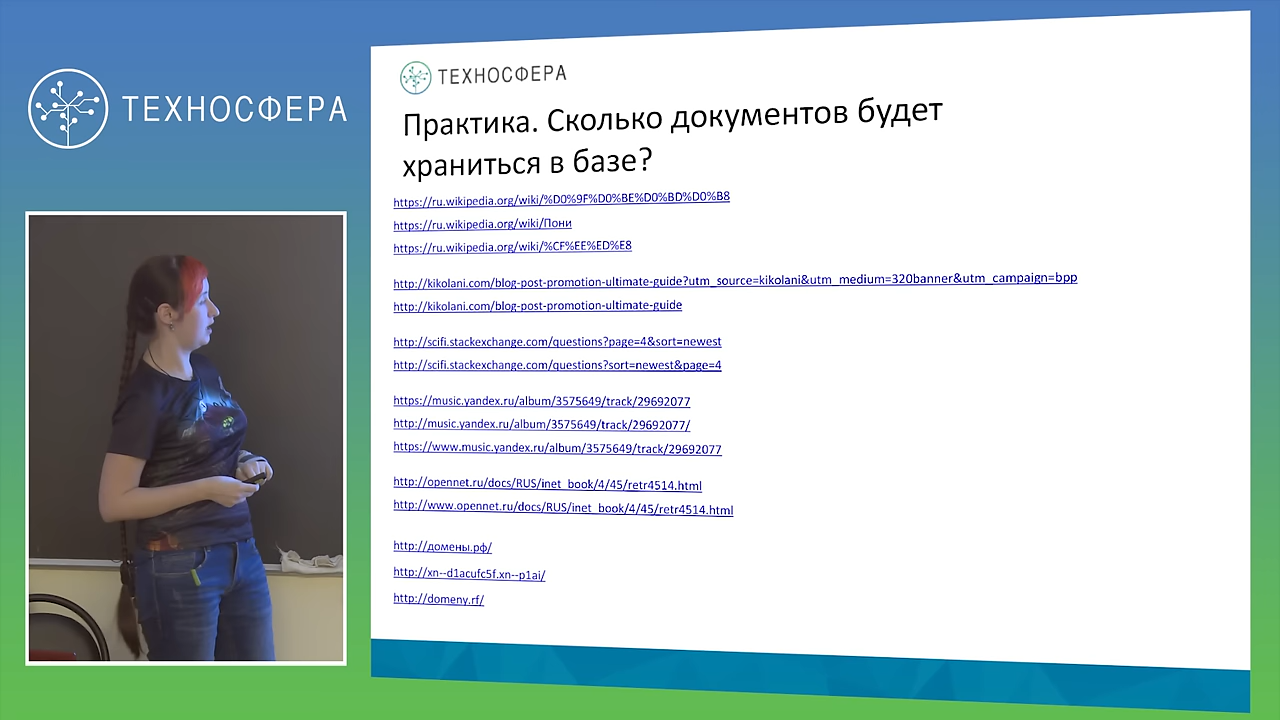 ТЕХНОСФЕРА
ТЕХНОСФЕРА
Практика. Сколько документов будет
храниться в базе?
https://ru.wikipedia.org/wiki/%D0%9F%D0%BE%D0%BD%D0%B8
https://ru.wikipedia.org/wiki/Пони
https://ru.wikipedia.org/wiki/%CF%EE%ED%E8
http://kikolani.com/blog-post-promotion-ultimate-guide?utm_source=kikolani&utm_medium=320banner&utm_campaign=bpp
http://kikolani.com/blog-post-promotion-ultimate-guide
http://scifi.stackexchange.com/questions?page=4&sort=newest
http://scifi.stackexchange.com/questions?sort=newest&page=4
https://music.yandex.ru/album/3575649/track/29692077
http://music.yandex.ru/album/3575649/track/29692077/
https://www.music.yandex.ru/album/3575649/track/29692077
http://opennet.ru/docs/RUS/inet_book/4/45/retr4514.html
http://www.opennet.ru/docs/RUS/inet_book/4/45/retr4514.html
http://домены.рф/
http://xn--d1acufc5f.xn--p1ai/
http://domeny.rf/